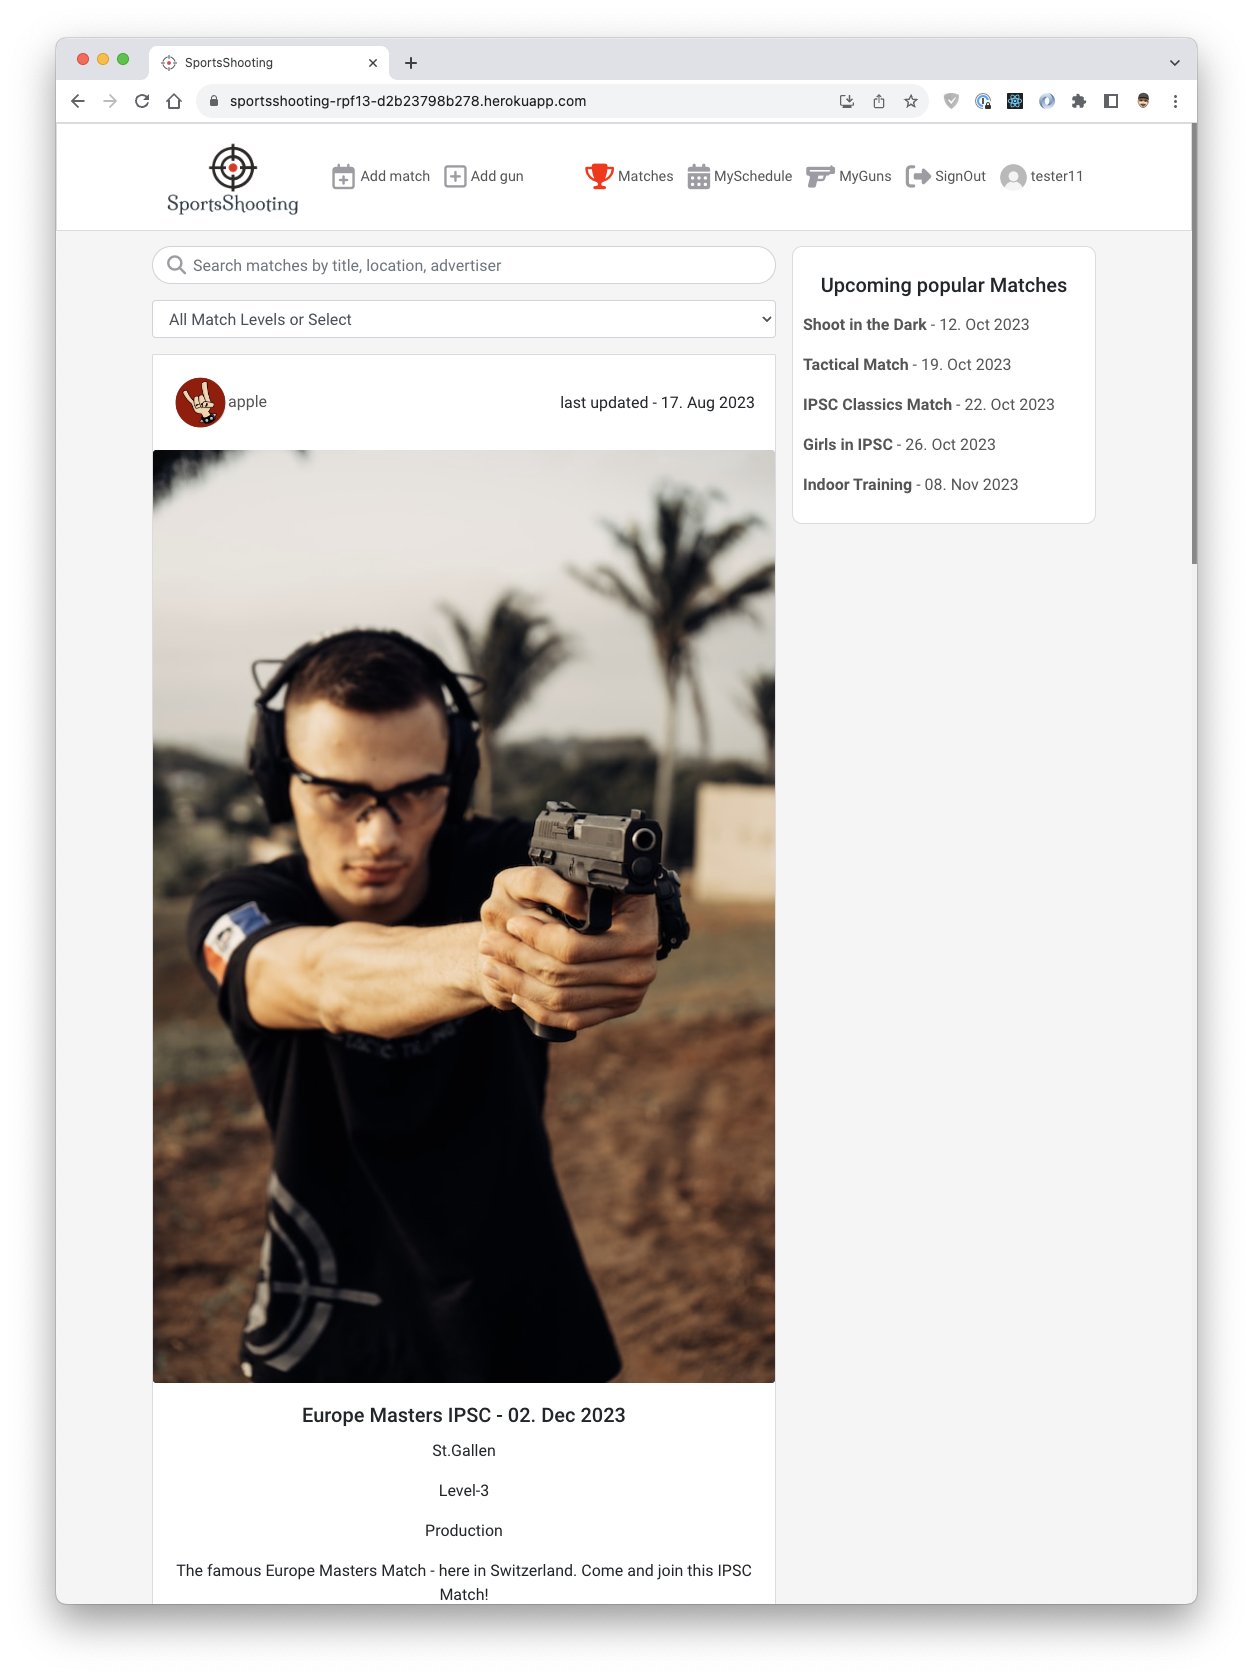 SportsShooting
sportsshooting-rpf13-d2b23798b278.herokuapp.com
SportsShooting
Add match
Add gun
Matches
MySchedule
MyGuns
SignOut
tester11
Search matches by title, location, advertiser
All Match Levels or Select
apple
last updated - 17. Aug 2023
Europe Masters IPSC - 02. Dec 2023
St.Gallen
Level-3
Production
The famous Europe Masters Match - here in Switzerland. Come and join this IPSC
Match!
Upcoming popular Matches
Shoot in the Dark - 12. Oct 2023
Tactical Match - 19. Oct 2023
IPSC Classics Match - 22. Oct 2023
Girls in IPSC - 26. Oct 2023
Indoor Training - 08. Nov 2023